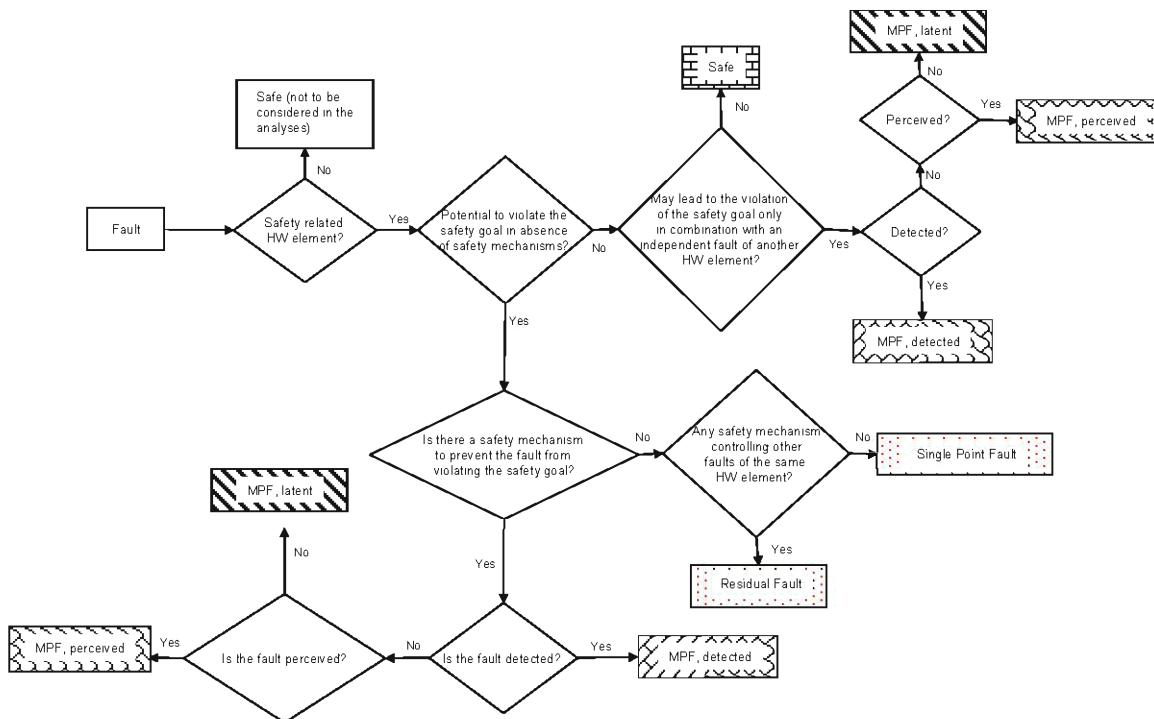 MPF, latent
Safe
Safe (not to be
considered in the
analyses)
No
No
Perceived?
Yes
MPF, perceived
No
No
Fault
Safety related
HW element?
Yes
Potential to violate the
safety goal in absence
of safety mechanisms?
No
May lead to the violation
of the safety goal only
in combination with an
independent fault of another
HW element?
Yes
Detected?
Yes
MPF, detected
Yes
Is there a safety mechanism
to prevent the fault from
violating the safety goal?
No
Any safety mechanism
controlling other
faults of the same
HW element?
No
Single Point Fault
MPF, latent
Yes
Residual Fault
No
Yes
MPF, perceived
Yes
Is the fault perceived?
No
Is the fault detected?
Yes
MPF, detected